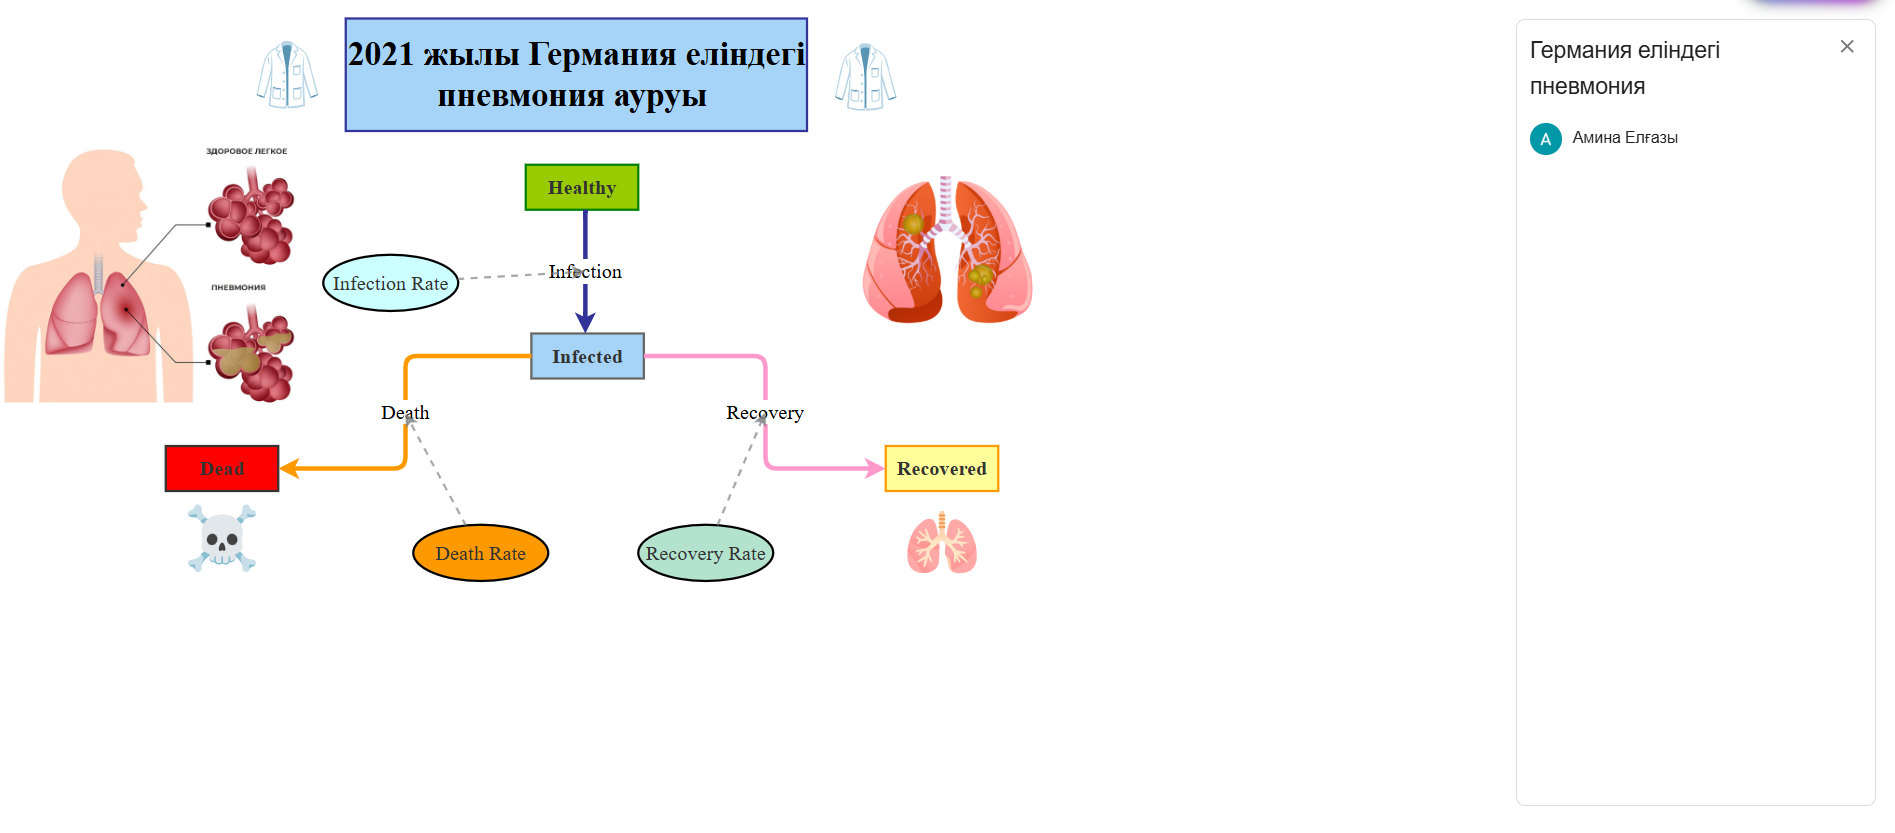 2021 жылы Германия еліндегі
пневмония ауруы
ЗДОРОВОЕ ЛЕГКОЕ
ПНЕВМОНИЯ
Healthy
Infection Rate
Infection
Infected
Death
Recovery
Dead
Recovered
Death Rate
Recovery Rate
Германия еліндегі
пневмония
А
Амина Елғазы